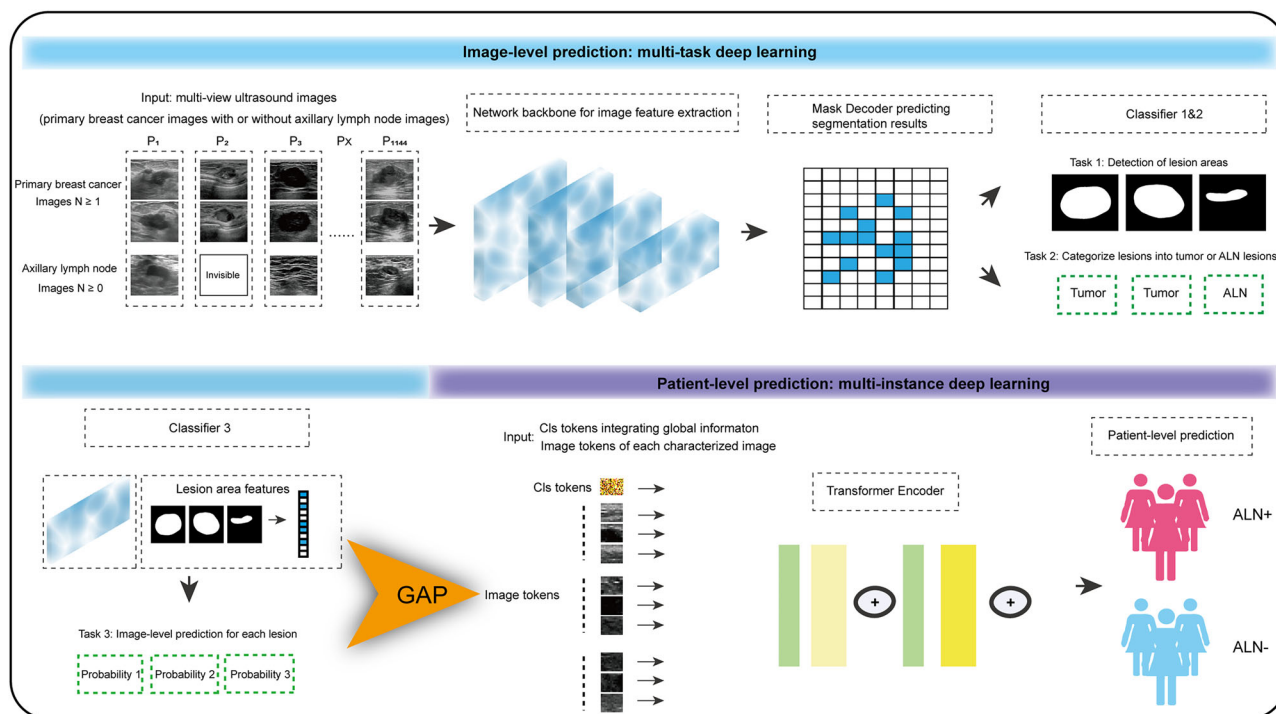 Image-level prediction: multi-task deep learning
Input: multi-view ultrasound images
(primary breast cancer images with or without axillary lymph node images)
P₁ P₂ P₃ PX P₁₁₄₄
Primary breast cancer
Images N ≥ 1
......
Axillary lymph node
Images N ≥ 0
Invisible
Network backbone for image feature extraction
Mask Decoder predicting
segmentation results
Classifier 1&2
Task 1: Detection of lesion areas
Task 2: Categorize lesions into tumor or ALN lesions
Tumor Tumor ALN
Patient-level prediction: multi-instance deep learning
Classifier 3
Lesion area features
Task 3: Image-level prediction for each lesion
Probability 1 Probability 2 Probability 3
GAP
Input:
Cls tokens integrating global informaton
Image tokens of each characterized image
Cls tokens
Image tokens
Transformer Encoder
+ +
Patient-level prediction
ALN+
ALN-